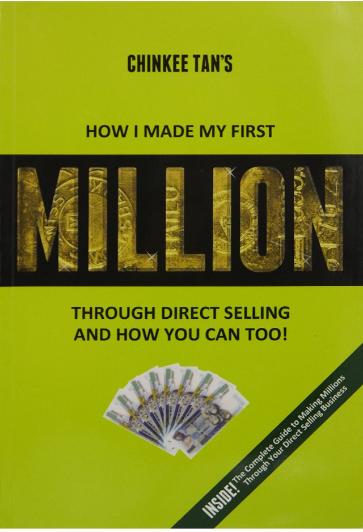 CHINKEE TAN'S
HOW I MADE MY FIRST
MILLION
THROUGH DIRECT SELLING
AND HOW YOU CAN TOO!
INSIDE! The Complete Guide to Making Millions
Through Your Direct Selling Business